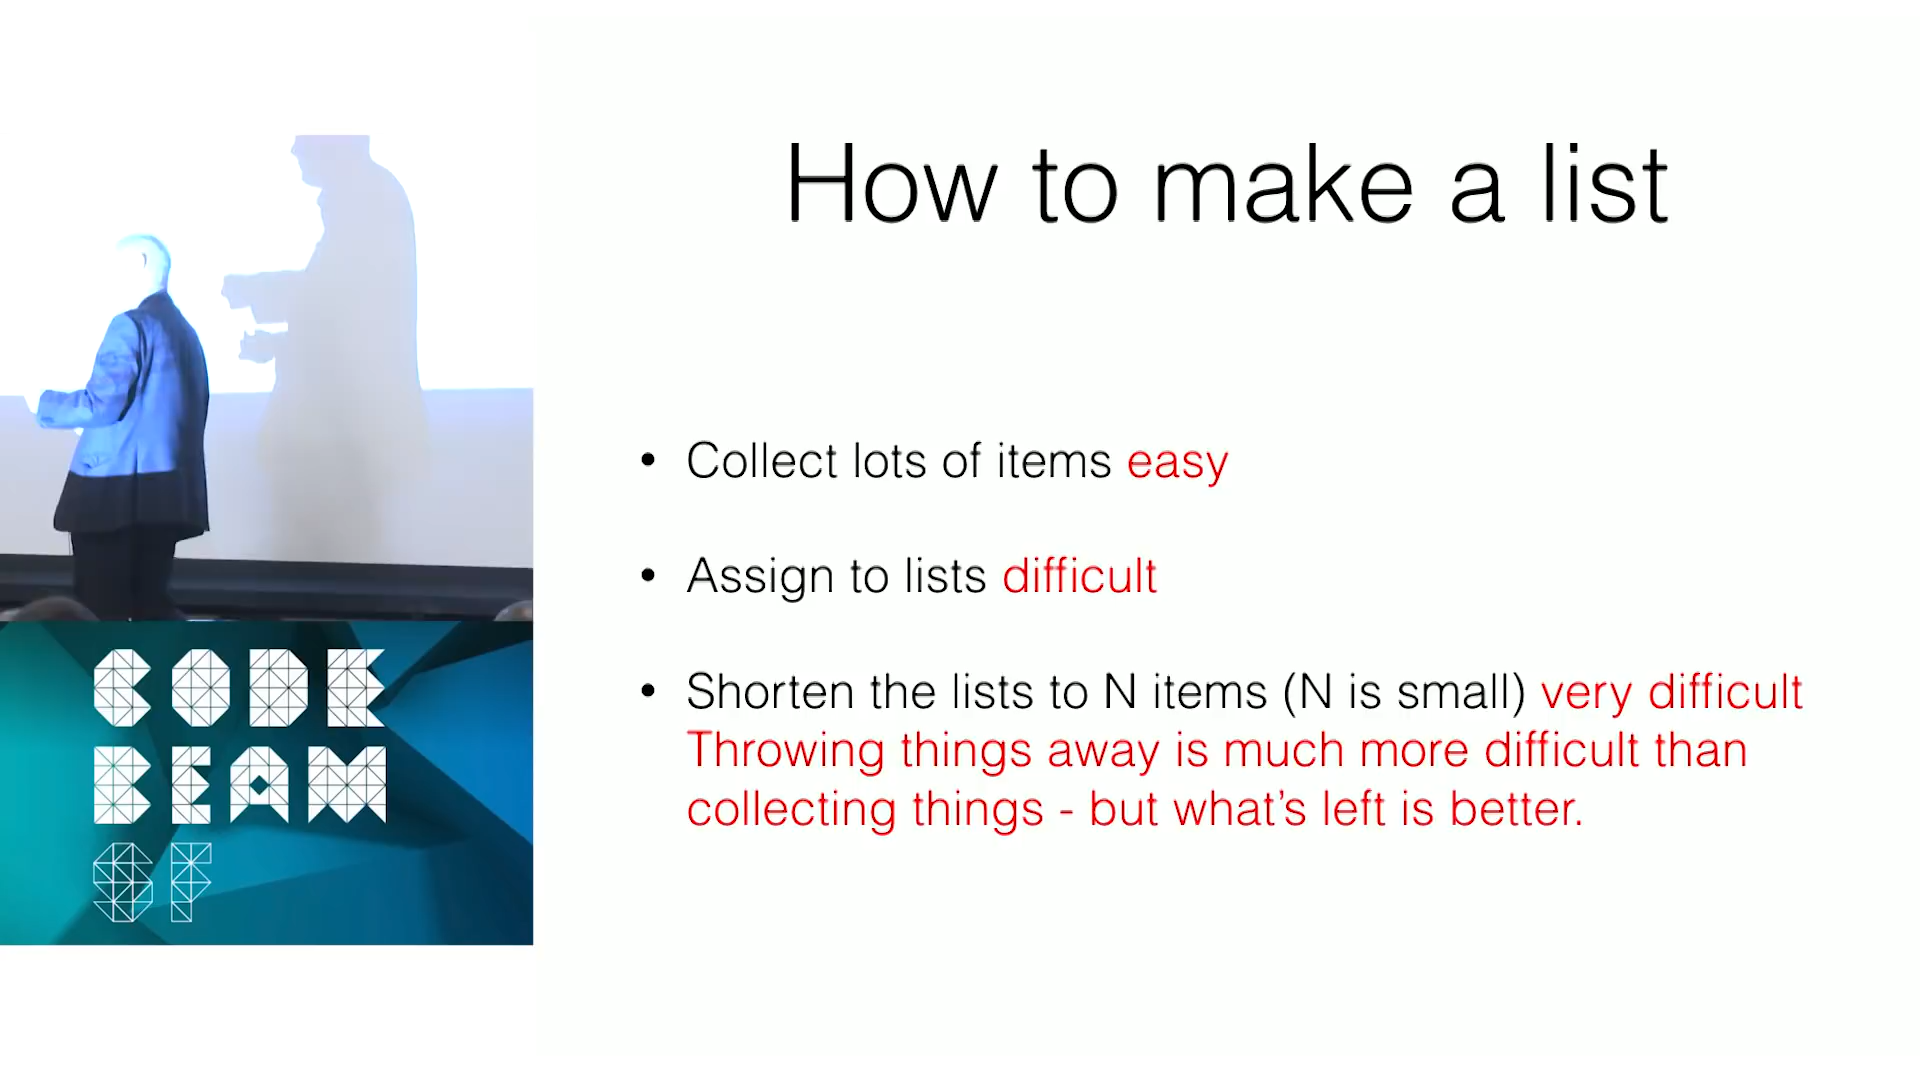 How to make a list
• Collect lots of items easy
• Assign to lists difficult
• Shorten the lists to N items (N is small) very difficult
Throwing things away is much more difficult than
collecting things - but what's left is better.
CODE
BEAM
SF